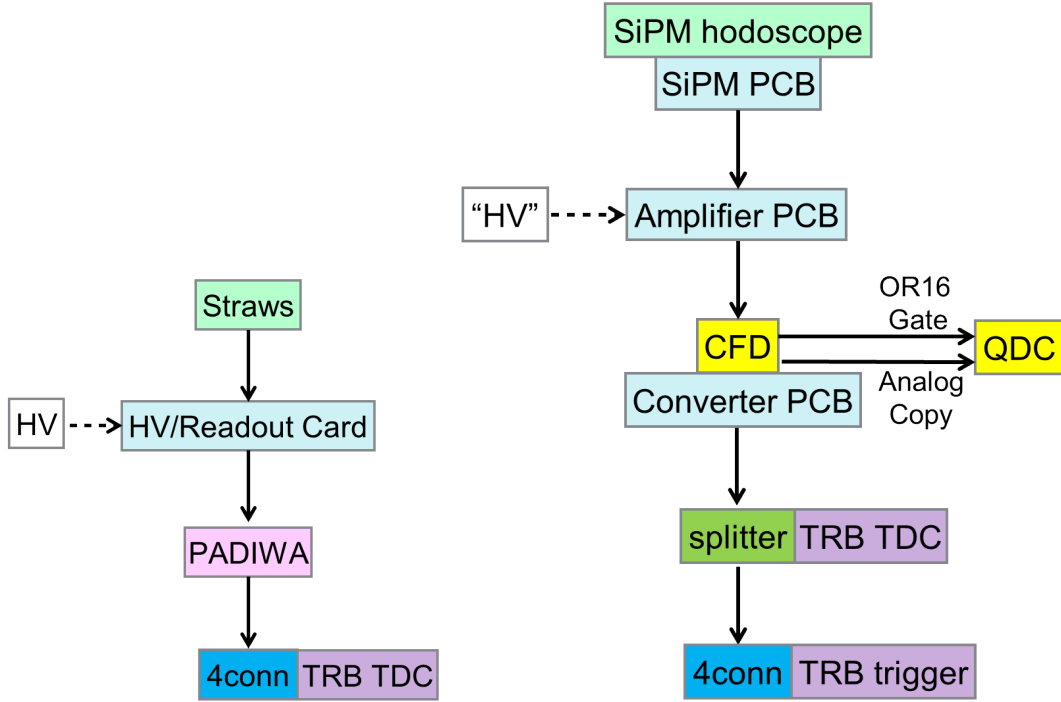 SiPM hodoscope
SiPM PCB
“HV”
Amplifier PCB
OR16
Gate
CFD
QDC
Analog
Copy
Converter PCB
splitter
TRB TDC
4conn
TRB trigger
Straws
HV
HV/Readout Card
PADIWA
4conn
TRB TDC